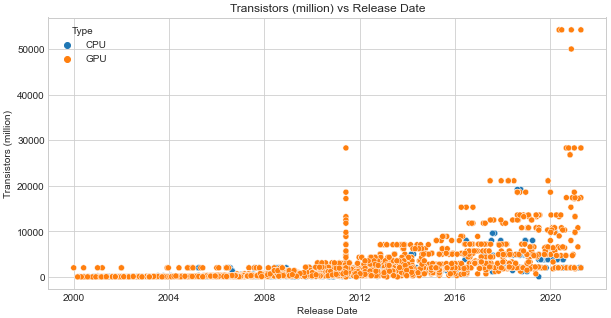 Transistors (million) vs Release Date
Type
CPU
GPU
Transistors (million)
50000
40000
30000
20000
10000
0
2000
2004
2008
2012
2016
2020
Release Date